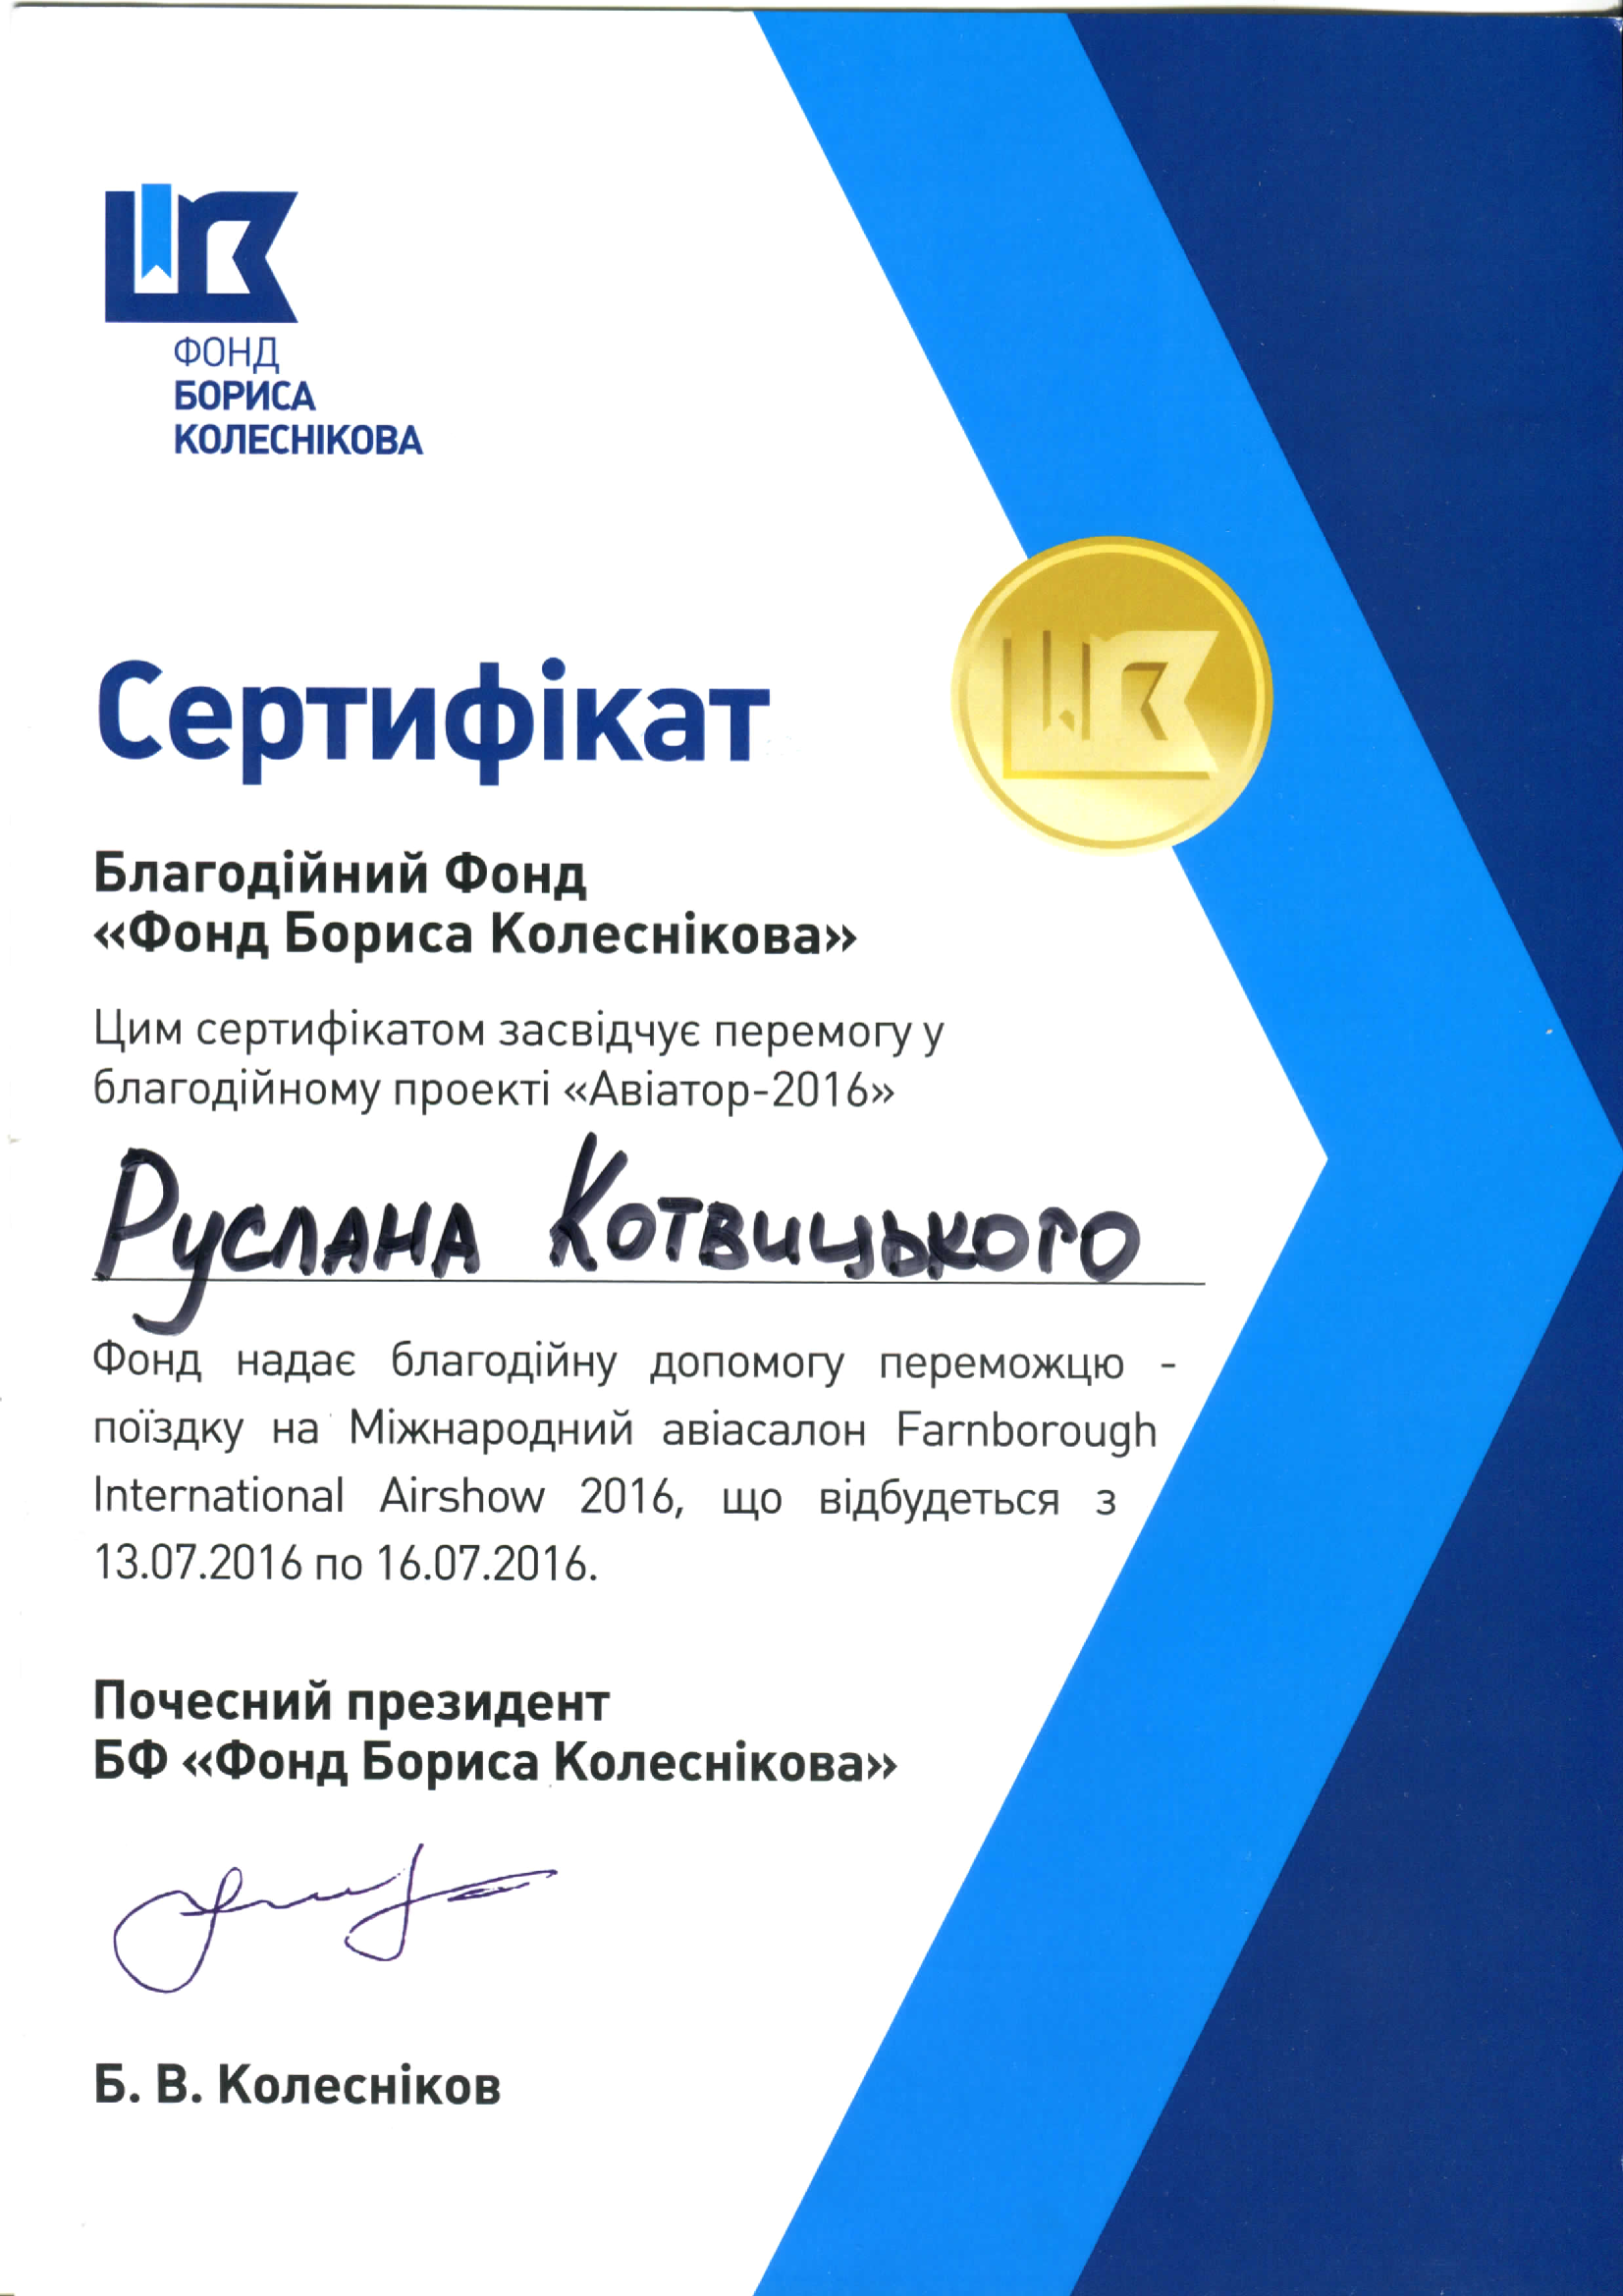 ФОНД
БОРИСА
КОЛЕСНІКОВА
Сертифікат
Благодійний Фонд
«Фонд Бориса Колеснікова»
Цим сертифікатом засвідчує перемогу у
благодійному проекті «Авіатор-2016»
Руслана Котвицького
Фонд надає благодійну допомогу переможцю -
поїздку на Міжнародний авіасалон Farnborough
International Airshow 2016, що відбудеться з
13.07.2016 по 16.07.2016.
Почесний президент
БФ «Фонд Бориса Колеснікова»
Б. В. Колесніков